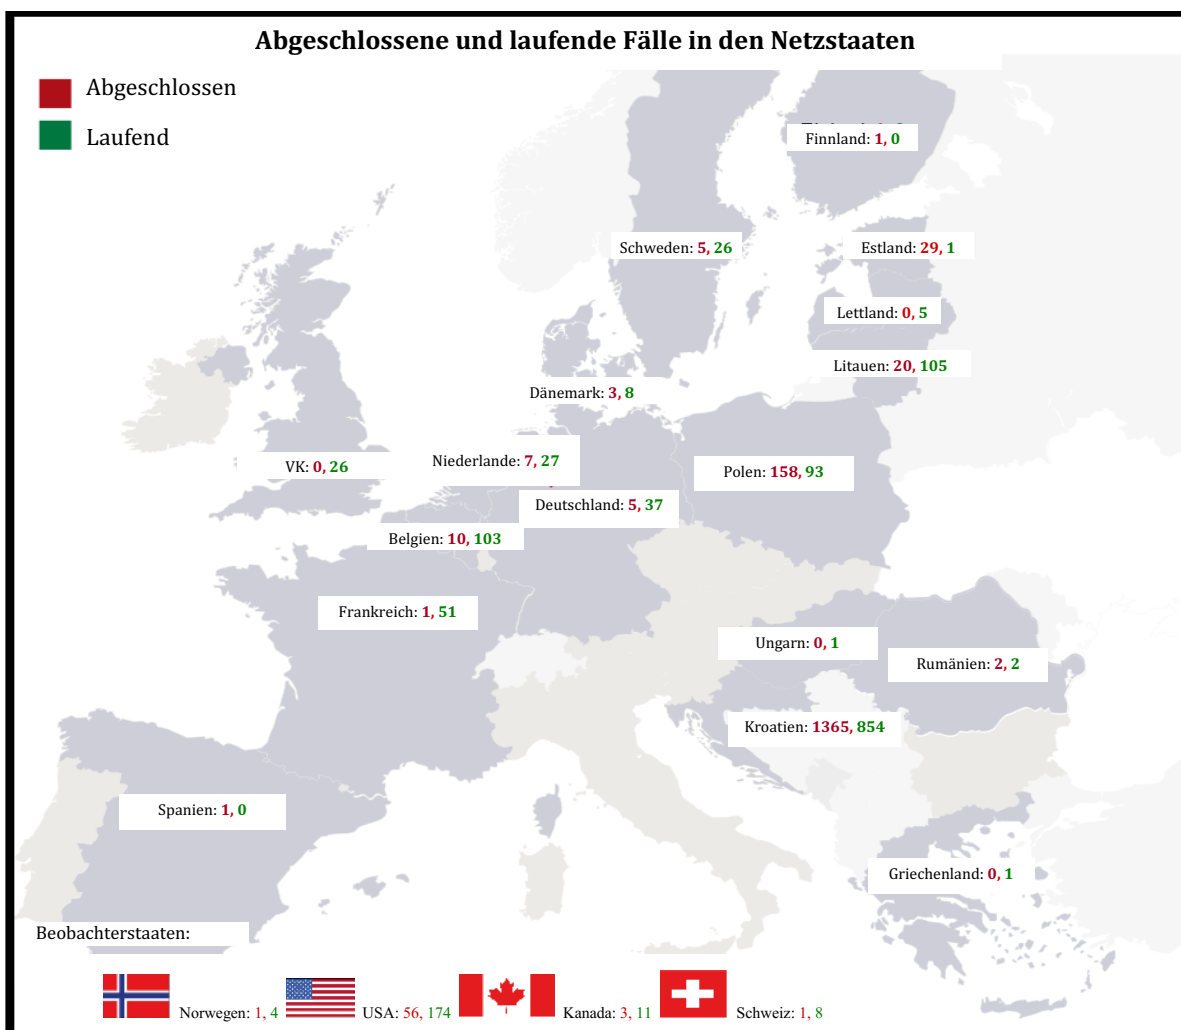 Abgeschlossene und laufende Fälle in den Netzstaaten
Abgeschlossen
Laufend
Finnland: 1, 0
Schweden: 5, 26
Estland: 29, 1
Lettland: 0, 5
Litauen: 20, 105
Dänemark: 3, 8
Niederlande: 7, 27
VK: 0, 26
Polen: 158, 93
Deutschland: 5, 37
Belgien: 10, 103
Frankreich: 1, 51
Ungarn: 0, 1
Rumänien: 2, 2
Kroatien: 1365, 854
Spanien: 1, 0
Griechenland: 0, 1
Beobachterstaaten:
Norwegen: 1, 4
USA: 56, 174
Kanada: 3, 11
Schweiz: 1, 8